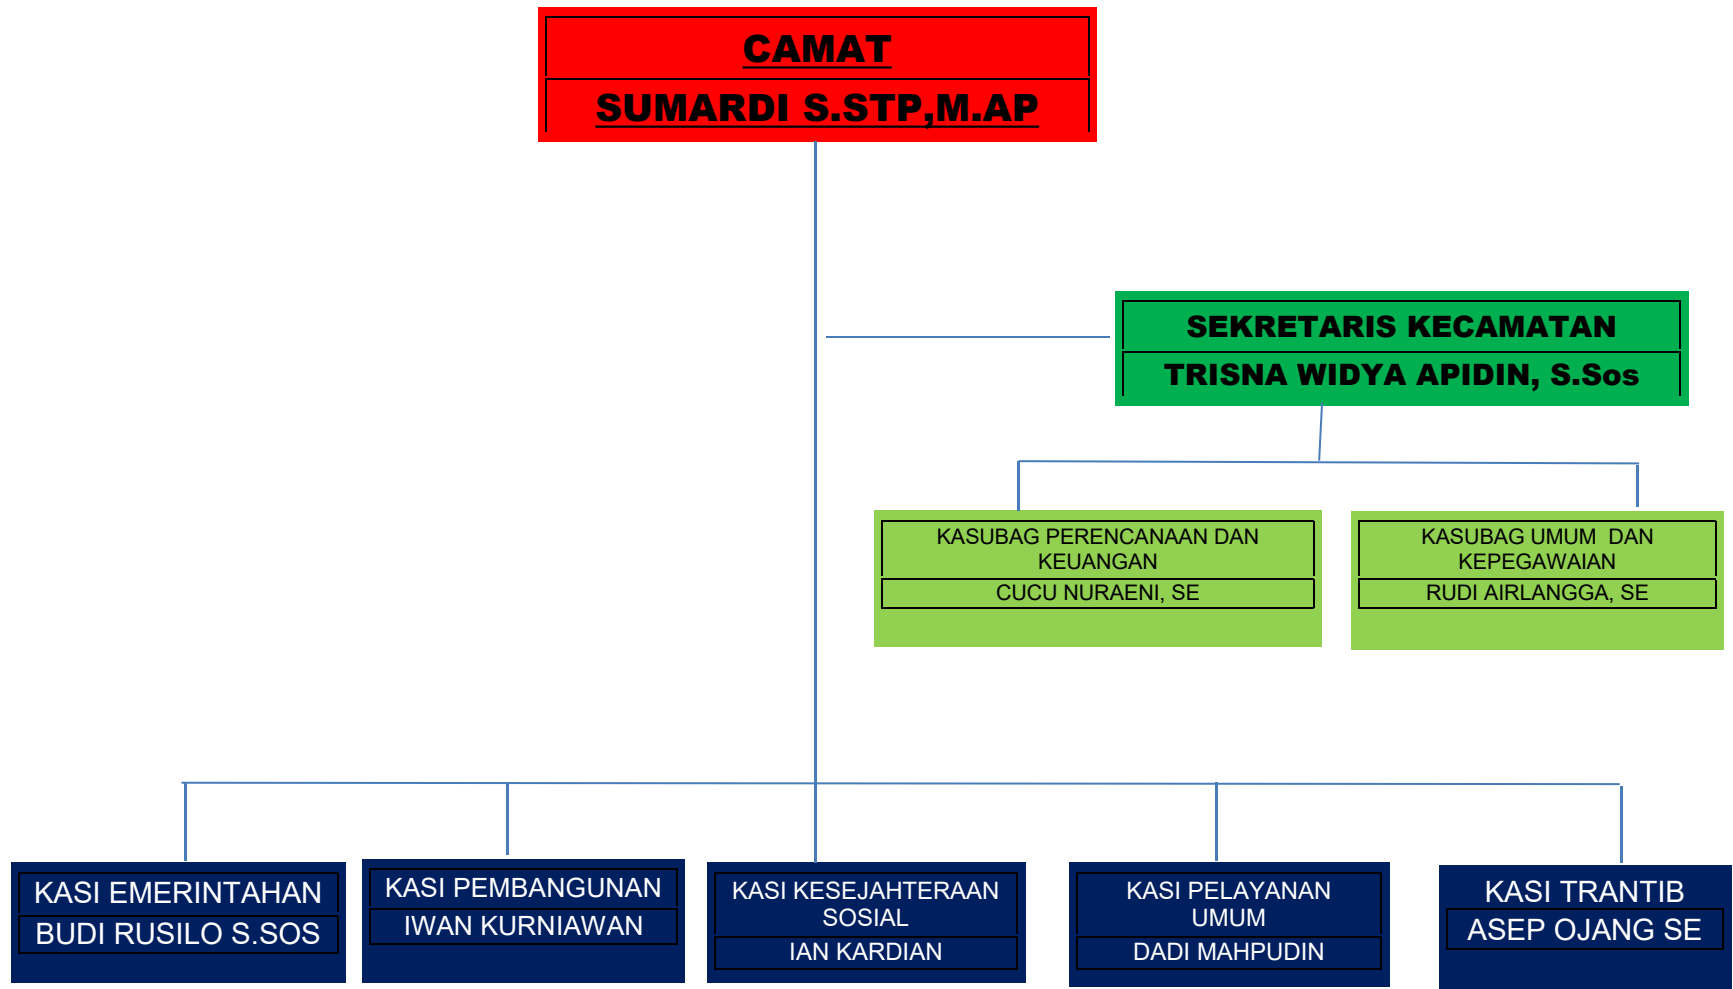 CAMAT
SUMARDI S.STP,M.AP
SEKRETARIS KECAMATAN
TRISNA WIDYA APIDIN, S.Sos
KASUBAG PERENCANAAN DAN
KEUANGAN
CUCU NURAENI, SE
KASUBAG UMUM  DAN
KEPEGAWAIAN
RUDI AIRLANGGA, SE
KASI EMERINTAHAN
BUDI RUSILO S.SOS
KASI PEMBANGUNAN
IWAN KURNIAWAN
KASI KESEJAHTERAAN
SOSIAL
IAN KARDIAN
KASI PELAYANAN
UMUM
DADI MAHPUDIN
KASI TRANTIB
ASEP OJANG SE